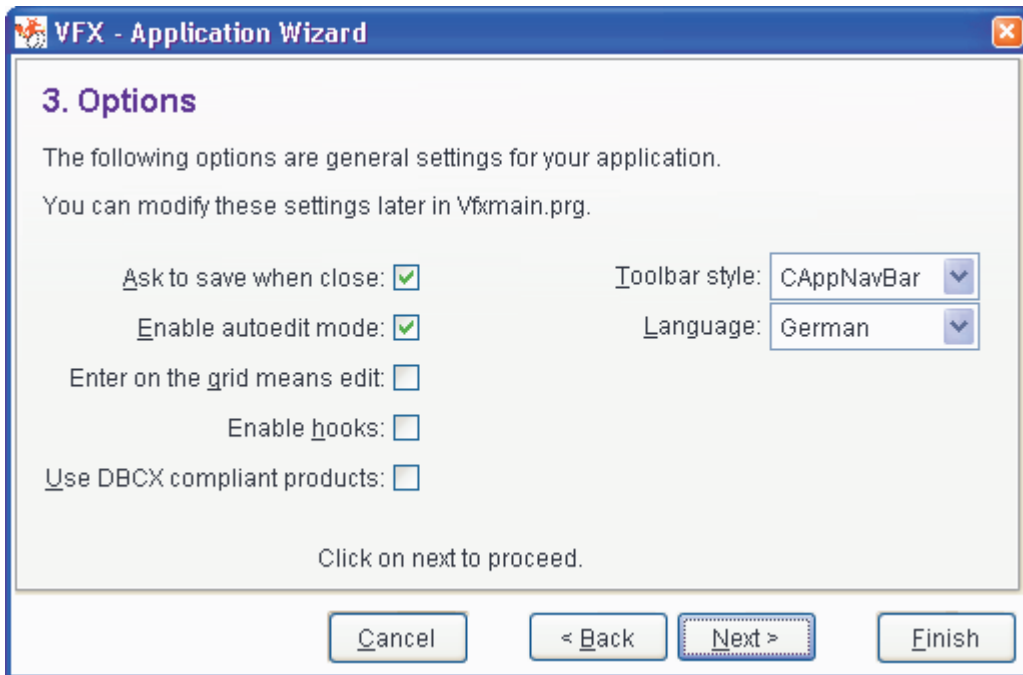 VFX - Application Wizard
3. Options
The following options are general settings for your application.
You can modify these settings later in Vfxmain.prg.
Ask to save when close:
Toolbar style: CAppNavBar
Enable autoedit mode:
Language: German
Enter on the grid means edit:
Enable hooks:
Use DBCX compliant products:
Click on next to proceed.
Cancel
< Back
Next >
Finish